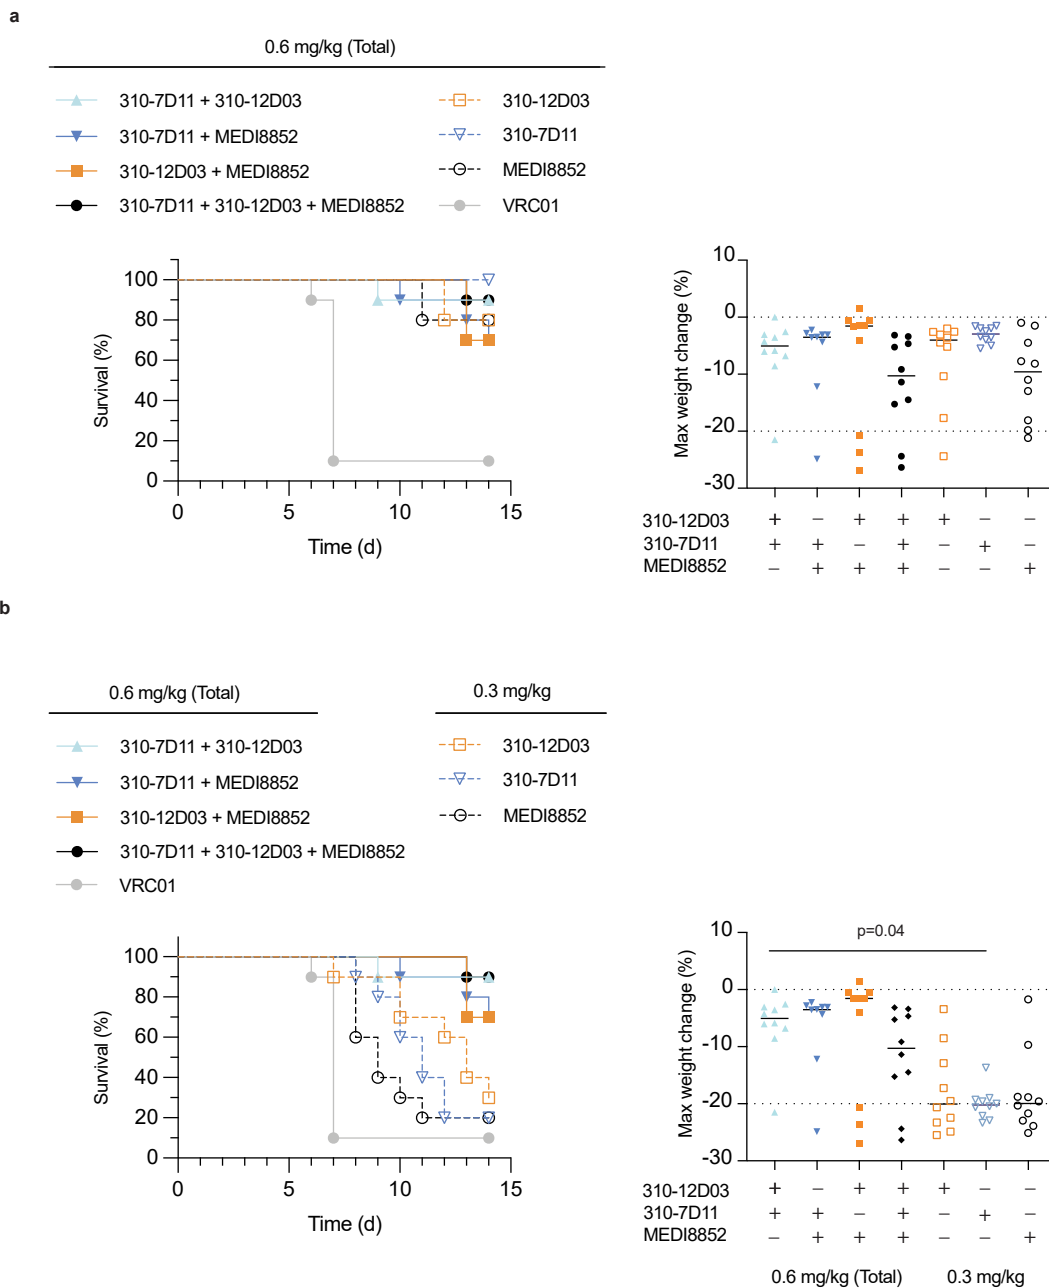 a
0.6 mg/kg (Total)
310-7D11 + 310-12D03
310-12D03
310-7D11 + MEDI8852
310-7D11
310-12D03 + MEDI8852
MEDI8852
310-7D11 + 310-12D03 + MEDI8852
VRC01
Survival (%)
100
80
60
40
20
0
0 5 10 15
Time (d)
Max weight change (%)
10
0
-10
-20
-30
310-12D03 + – + + + – –
310-7D11 + + – + – + –
MEDI8852 – + + + – – +
b
0.6 mg/kg (Total)
0.3 mg/kg
310-7D11 + 310-12D03
310-12D03
310-7D11 + MEDI8852
310-7D11
310-12D03 + MEDI8852
MEDI8852
310-7D11 + 310-12D03 + MEDI8852
VRC01
Survival (%)
100
80
60
40
20
0
0 5 10 15
Time (d)
Max weight change (%)
10
0
-10
-20
-30
p=0.04
310-12D03 + – + + + – –
310-7D11 + + – + – + –
MEDI8852 – + + + – – +
0.6 mg/kg (Total) 0.3 mg/kg